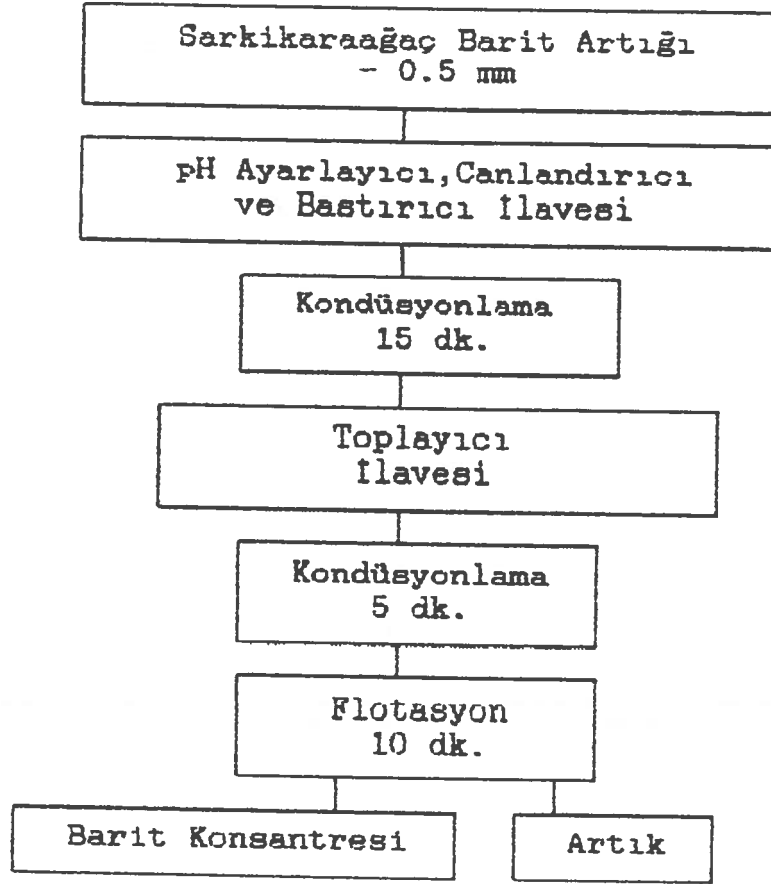 Sarkikaraağaç Barit Artığı
- 0.5 mm
pH Ayarlayıcı,Canlandırıcı
ve Bastırıcı İlavesi
Kondüsyonlama
15 dk.
Toplayıcı
İlavesi
Kondüsyonlama
5 dk.
Flotasyon
10 dk.
Barit Konsantresi
Artık